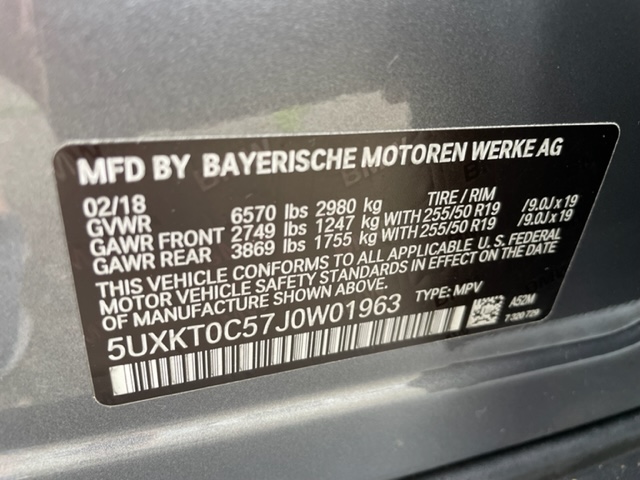 MFD BY BAYERISCHE MOTOREN WERKE AG
02/18 TIRE / RIM
GVWR 6570 lbs 2980 kg
GAWR FRONT 2749 lbs 1247 kg WITH 255/50 R19 /9.0J x 19
GAWR REAR 3869 lbs 1755 kg WITH 255/50 R19 /9.0J x 19
THIS VEHICLE CONFORMS TO ALL APPLICABLE U.S. FEDERAL
MOTOR VEHICLE SAFETY STANDARDS IN EFFECT ON THE DATE
OF MANUFACTURE SHOWN ABOVE.
5UXKT0C57J0W01963 TYPE: MPV A52M
7-320 729